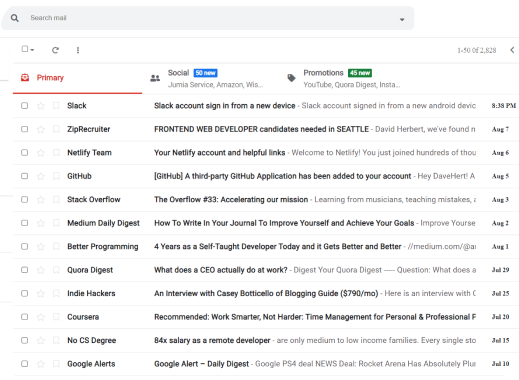 Search mail
1-50 of 2,828
Primary
Social 50 new
Jumia Service, Amazon, Wis...
Promotions 45 new
YouTube, Quora Digest, Insta...
Slack Slack account sign in from a new device - Slack account signed in from a new android devic 8:38 PM
ZipRecruiter FRONTEND WEB DEVELOPER candidates needed in SEATTLE - David Herbert, we've found n Aug 7
Netlify Team Your Netlify account and helpful links - Welcome to Netlify! You just joined hundreds of thou Aug 6
GitHub [GitHub] A third-party GitHub Application has been added to your account - Hey DaveHert! A Aug 5
Stack Overflow The Overflow #33: Accelerating our mission - Learning from musicians, teaching mistakes, a Aug 3
Medium Daily Digest How To Write In Your Journal To Improve Yourself and Achieve Your Goals - Improve Yourse Aug 2
Better Programming 4 Years as a Self-Taught Developer Today and it Gets Better and Better - //medium.com/@ai Aug 1
Quora Digest What does a CEO actually do at work? - Digest Your Quora Digest ---- Question: What does a Jul 29
Indie Hackers An Interview with Casey Botticello of Blogging Guide ($790/mo) - Here is an interview with C Jul 25
Coursera Recommended: Work Smarter, Not Harder: Time Management for Personal & Professional P Jul 20
No CS Degree 84x salary as a remote developer - are only medium to low income families. Every single sto Jul 15
Google Alerts Google Alert – Daily Digest - Google PS4 deal NEWS Deal: Rocket Arena Has Absolutely Plu Jul 10